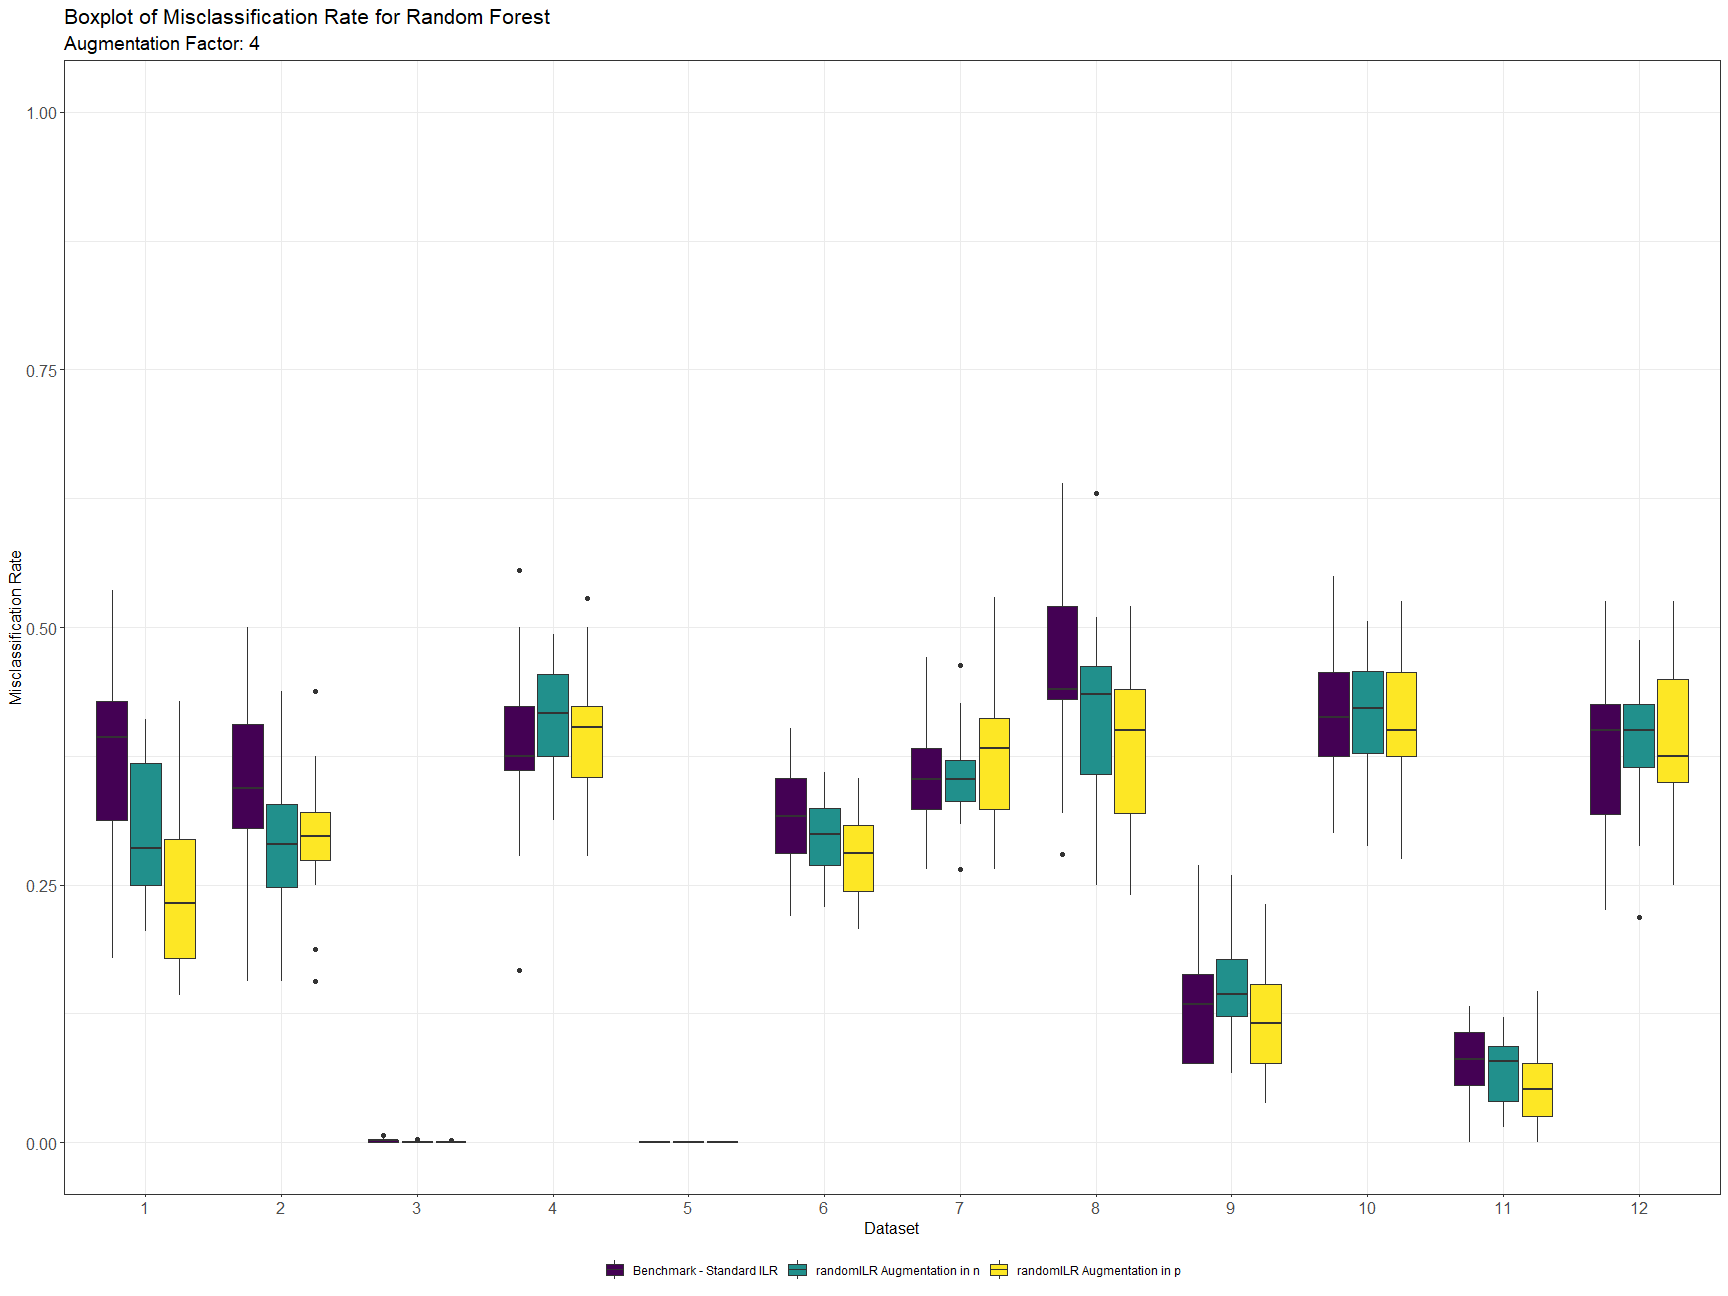 Boxplot of Misclassification Rate for Random Forest
Augmentation Factor: 4
1.00
0.75
0.50
0.25
0.00
Misclassification Rate
1 2 3 4 5 6 7 8 9 10 11 12
Dataset
Benchmark - Standard ILR randomILR Augmentation in n randomILR Augmentation in p